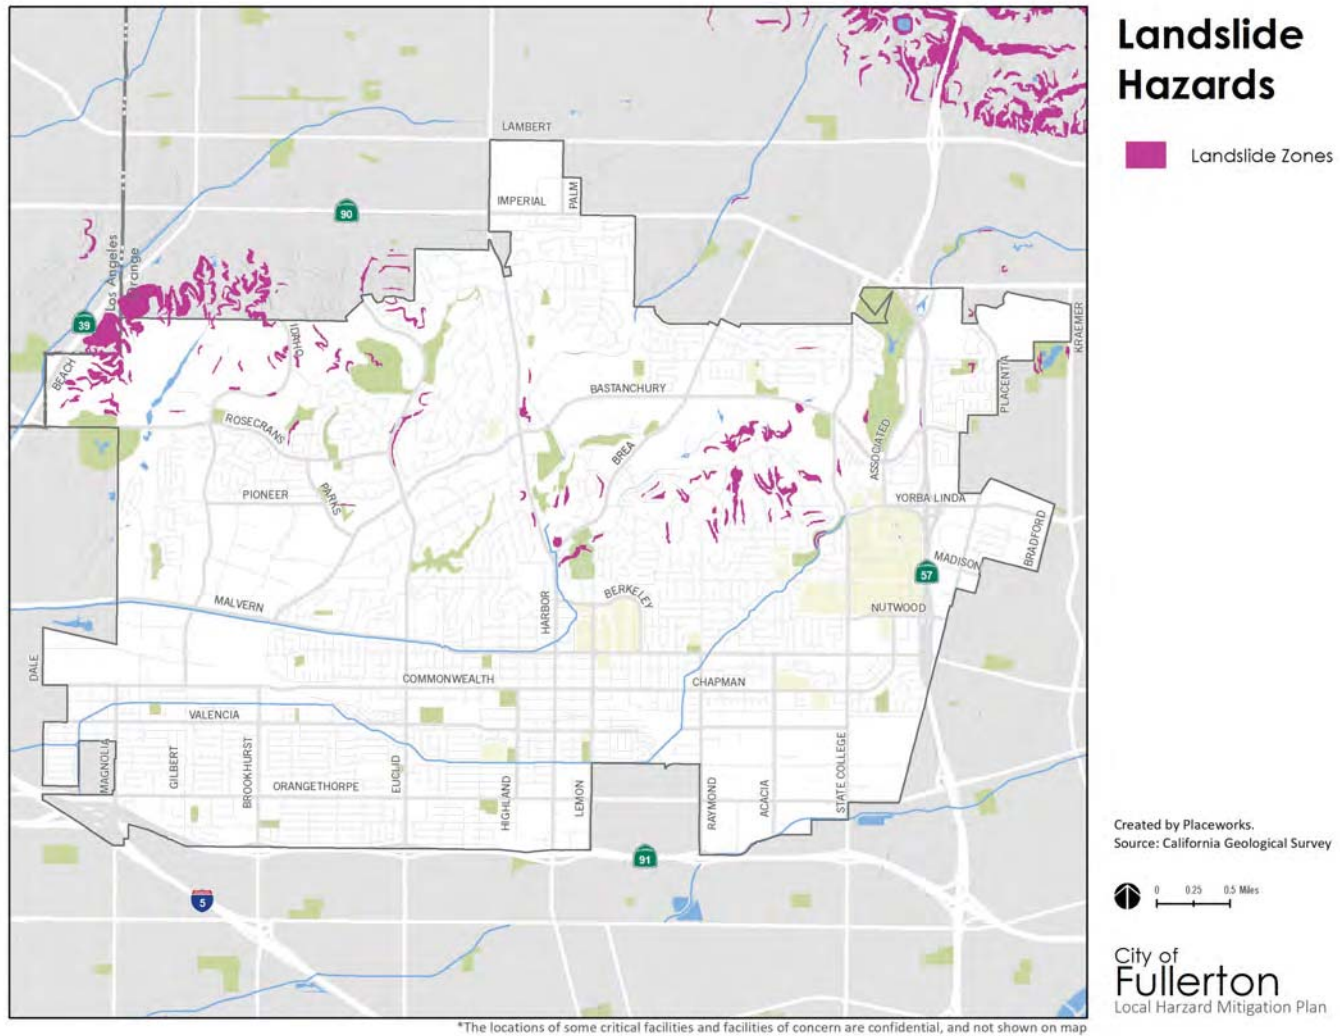 Landslide
Hazards
Landslide Zones
LAMBERT
IMPERIAL
PALM
90
Los Angeles
Orange
39
BEACH
IDAHO
KRAEMER
PLACENTIA
BASTANCHURY
ROSECRANS
BREA
ASSOCIATED
PIONEER
PARKS
YORBA LINDA
BRADFORD
MADISON
57
MALVERN
HARBOR
BERKELEY
NUTWOOD
DALE
COMMONWEALTH
CHAPMAN
VALENCIA
MAGNOLIA
GILBERT
BROOKHURST
ORANGETHORPE
EUCLID
HIGHLAND
LEMON
RAYMOND
ACACIA
STATE COLLEGE
91
5
Created by Placeworks.
Source: California Geological Survey
0 0.25 0.5 Miles
City of
Fullerton
Local Harzard Mitigation Plan
*The locations of some critical facilities and facilities of concern are confidential, and not shown on map